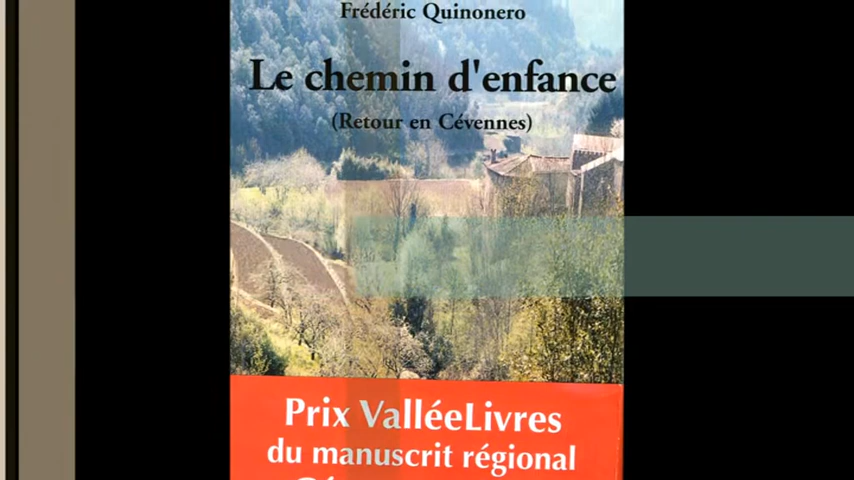 Frédéric Quinonero
Le chemin d'enfance
(Retour en Cévennes)
Prix ValléeLivres
du manuscrit régional